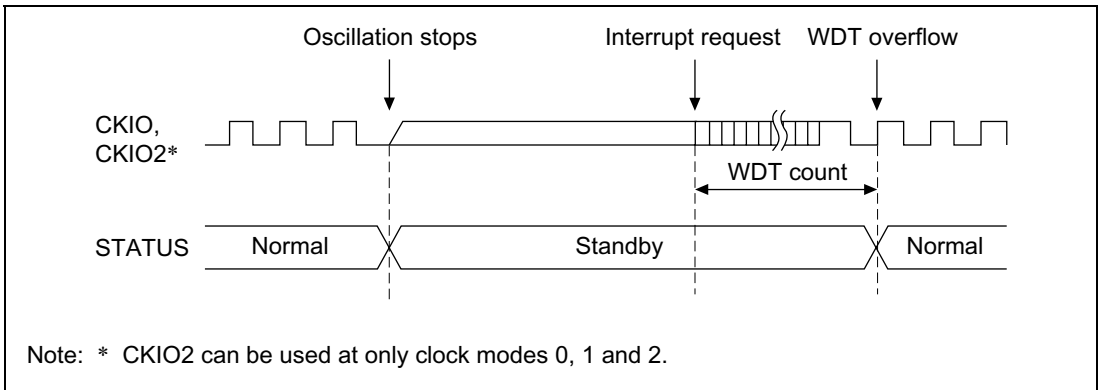 Oscillation stops Interrupt request WDT overflow
CKIO,
CKIO2*
WDT count
STATUS Normal Standby Normal
Note: * CKIO2 can be used at only clock modes 0, 1 and 2.